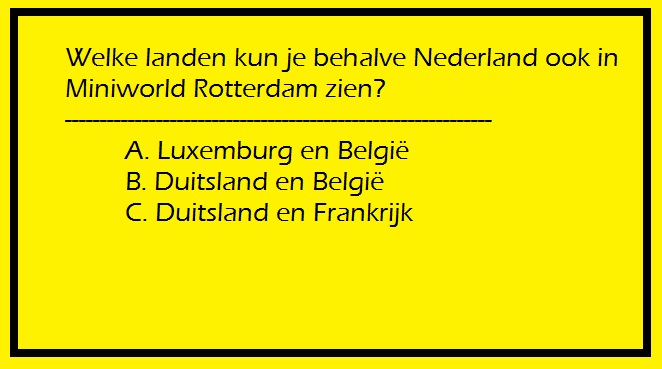 Welke landen kun je behalve Nederland ook in
Miniworld Rotterdam zien?
-------------------------------------------------------------
A. Luxemburg en België
B. Duitsland en België
C. Duitsland en Frankrijk